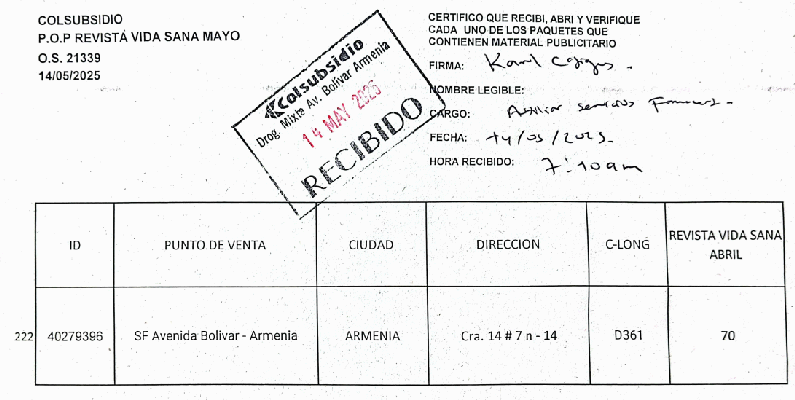 COLSUBSIDIO
P.O.P REVISTÁ VIDA SANA MAYO
O.S. 21339
14/05/2025
Colsubsidio
Drog. Mixta Av. Bolívar Armenia
14 MAY 2025
RECIBIDO
CERTIFICO QUE RECIBI, ABRI Y VERIFIQUE
CADA UNO DE LOS PAQUETES QUE
CONTIENEN MATERIAL PUBLICITARIO
FIRMA:
NOMBRE LEGIBLE:
CARGO: Auxiliar
FECHA: 14/05/2025
HORA RECIBIDO: 7:10am
ID PUNTO DE VENTA CIUDAD DIRECCION C-LONG REVISTA VIDA SANA ABRIL
222 40279396 SF Avenida Bolivar - Armenia ARMENIA Cra. 14 # 7 n - 14 D361 70